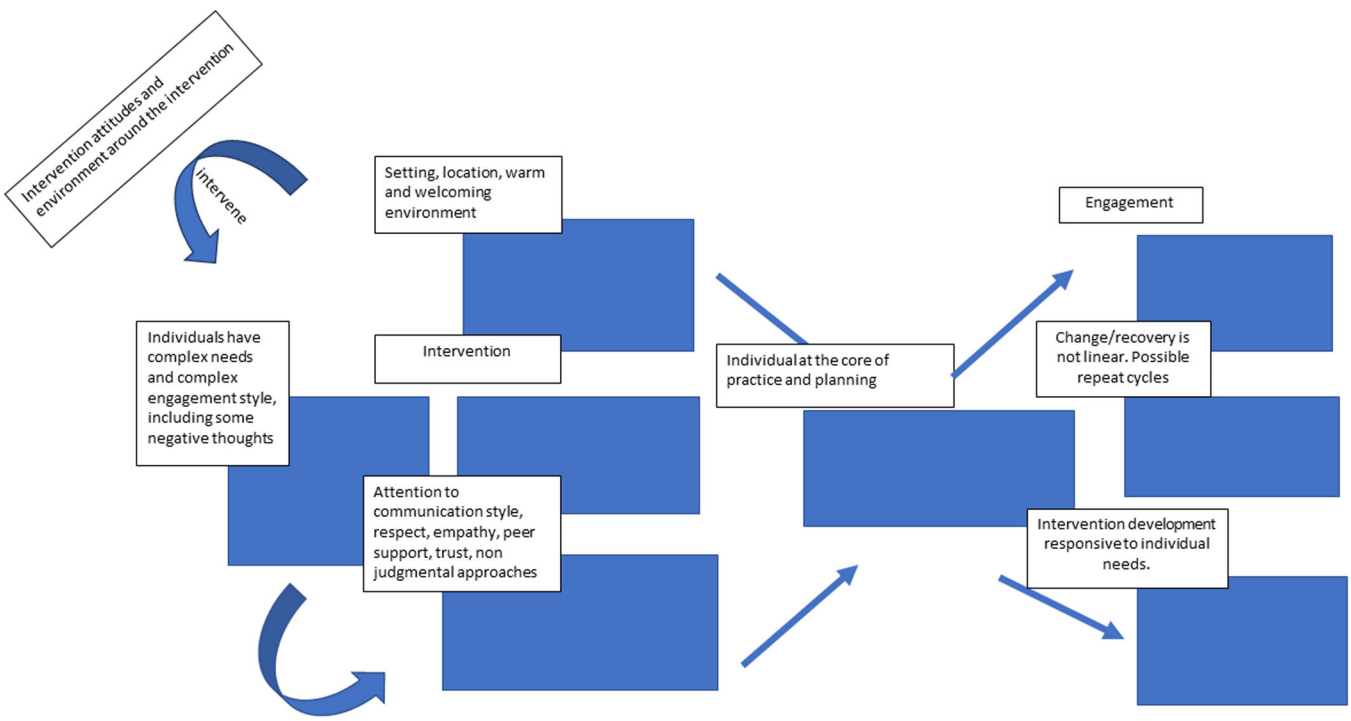 Intervention attitudes and
environment around the intervention
intervene
Setting, location, warm
and welcoming
environment
Engagement
Individuals have
complex needs
and complex
engagement style,
including some
negative thoughts
Intervention
Individual at the core of
practice and planning
Change/recovery is
not linear. Possible
repeat cycles
Attention to
communication style,
respect, empathy, peer
support, trust, non
judgmental approaches
Intervention development
responsive to individual
needs.